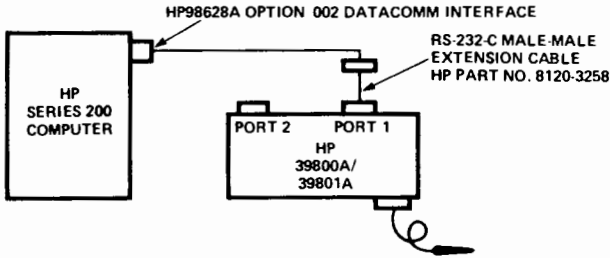 HP98628A OPTION 002 DATACOMM INTERFACE
RS-232-C MALE-MALE
EXTENSION CABLE
HP PART NO. 8120-3258
HP
SERIES 200
COMPUTER
PORT 2
PORT 1
HP
39800A/
39801A